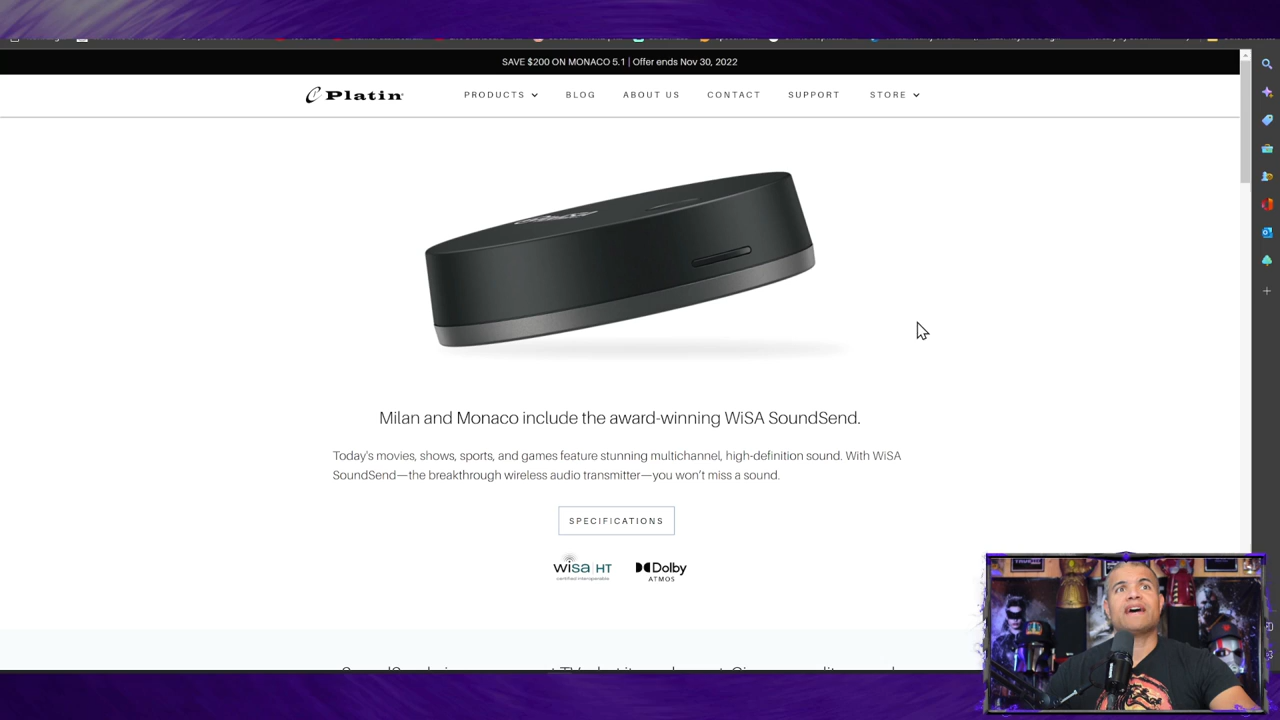 SAVE $200 ON MONACO 5.1 | Offer ends Nov 30, 2022
Platin
PRODUCTS BLOG ABOUT US CONTACT SUPPORT STORE
Milan and Monaco include the award-winning WiSA SoundSend.
Today's movies, shows, sports, and games feature stunning multichannel, high-definition sound. With WiSA
SoundSend—the breakthrough wireless audio transmitter—you won't miss a sound.
SPECIFICATIONS
wisa HT
certified interoperable
Dolby
ATMOS